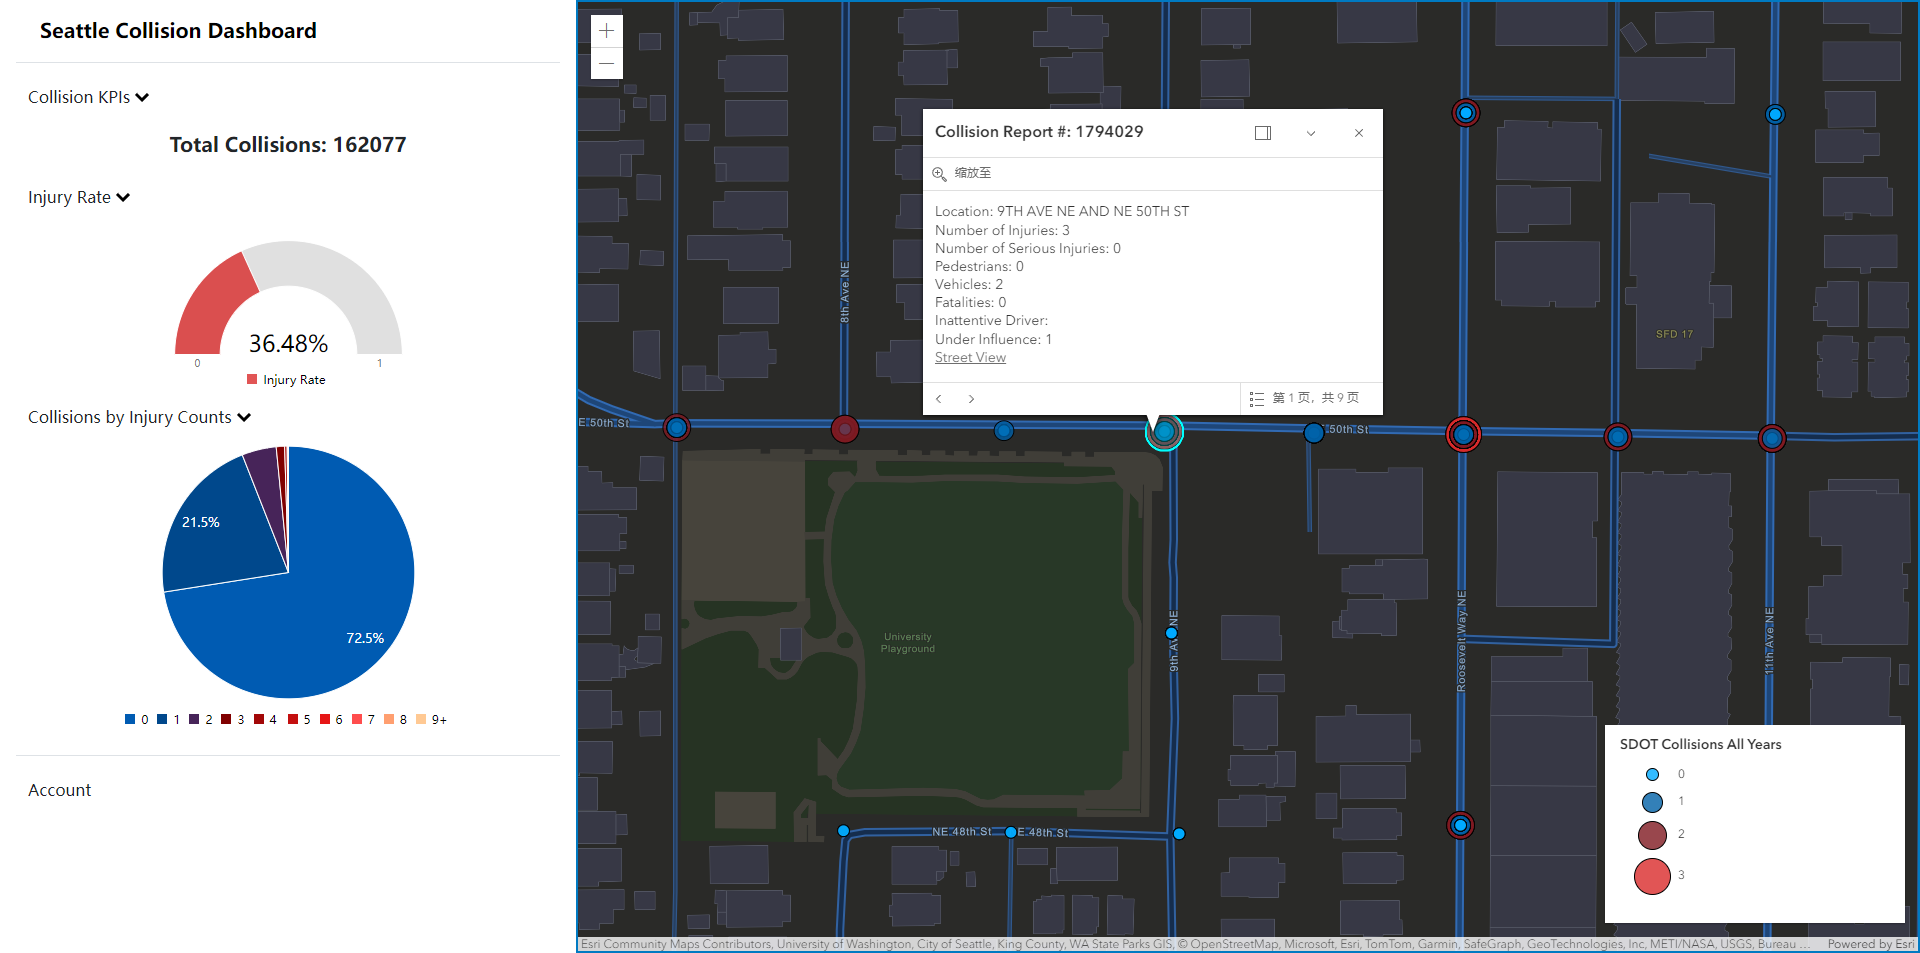 Seattle Collision Dashboard
Collision KPIs
Total Collisions: 162077
Injury Rate
36.48%
0
1
Injury Rate
Collisions by Injury Counts
21.5%
72.5%
0 1 2 3 4 5 6 7 8 9+
Account
Collision Report #: 1794029
缩放至
Location: 9TH AVE NE AND NE 50TH ST
Number of Injuries: 3
Number of Serious Injuries: 0
Pedestrians: 0
Vehicles: 2
Fatalities: 0
Inattentive Driver:
Under Influence: 1
Street View
第 1 页，共 9 页
8th Ave NE
SFD 17
E 50th St
50th St
University
Playground
9th Ave NE
Roosevelt Way NE
11th Ave NE
NE 48th St
E 48th St
SDOT Collisions All Years
0
1
2
3
Esri Community Maps Contributors, University of Washington, City of Seattle, King County, WA State Parks GIS, © OpenStreetMap, Microsoft, Esri, TomTom, Garmin, SafeGraph, GeoTechnologies, Inc, METI/NASA, USGS, Bureau ...
Powered by Esri